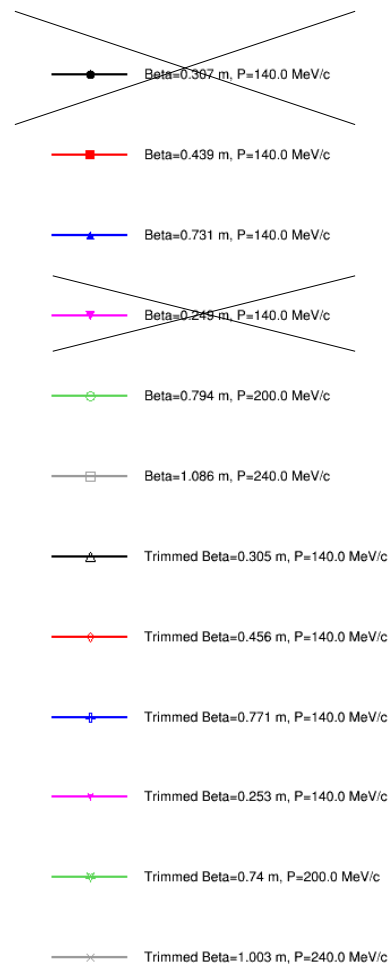 Beta=0.307 m, P=140.0 MeV/c
Beta=0.439 m, P=140.0 MeV/c
Beta=0.731 m, P=140.0 MeV/c
Beta=0.249 m, P=140.0 MeV/c
Beta=0.794 m, P=200.0 MeV/c
Beta=1.086 m, P=240.0 MeV/c
Trimmed Beta=0.305 m, P=140.0 MeV/c
Trimmed Beta=0.456 m, P=140.0 MeV/c
Trimmed Beta=0.771 m, P=140.0 MeV/c
Trimmed Beta=0.253 m, P=140.0 MeV/c
Trimmed Beta=0.74 m, P=200.0 MeV/c
Trimmed Beta=1.003 m, P=240.0 MeV/c